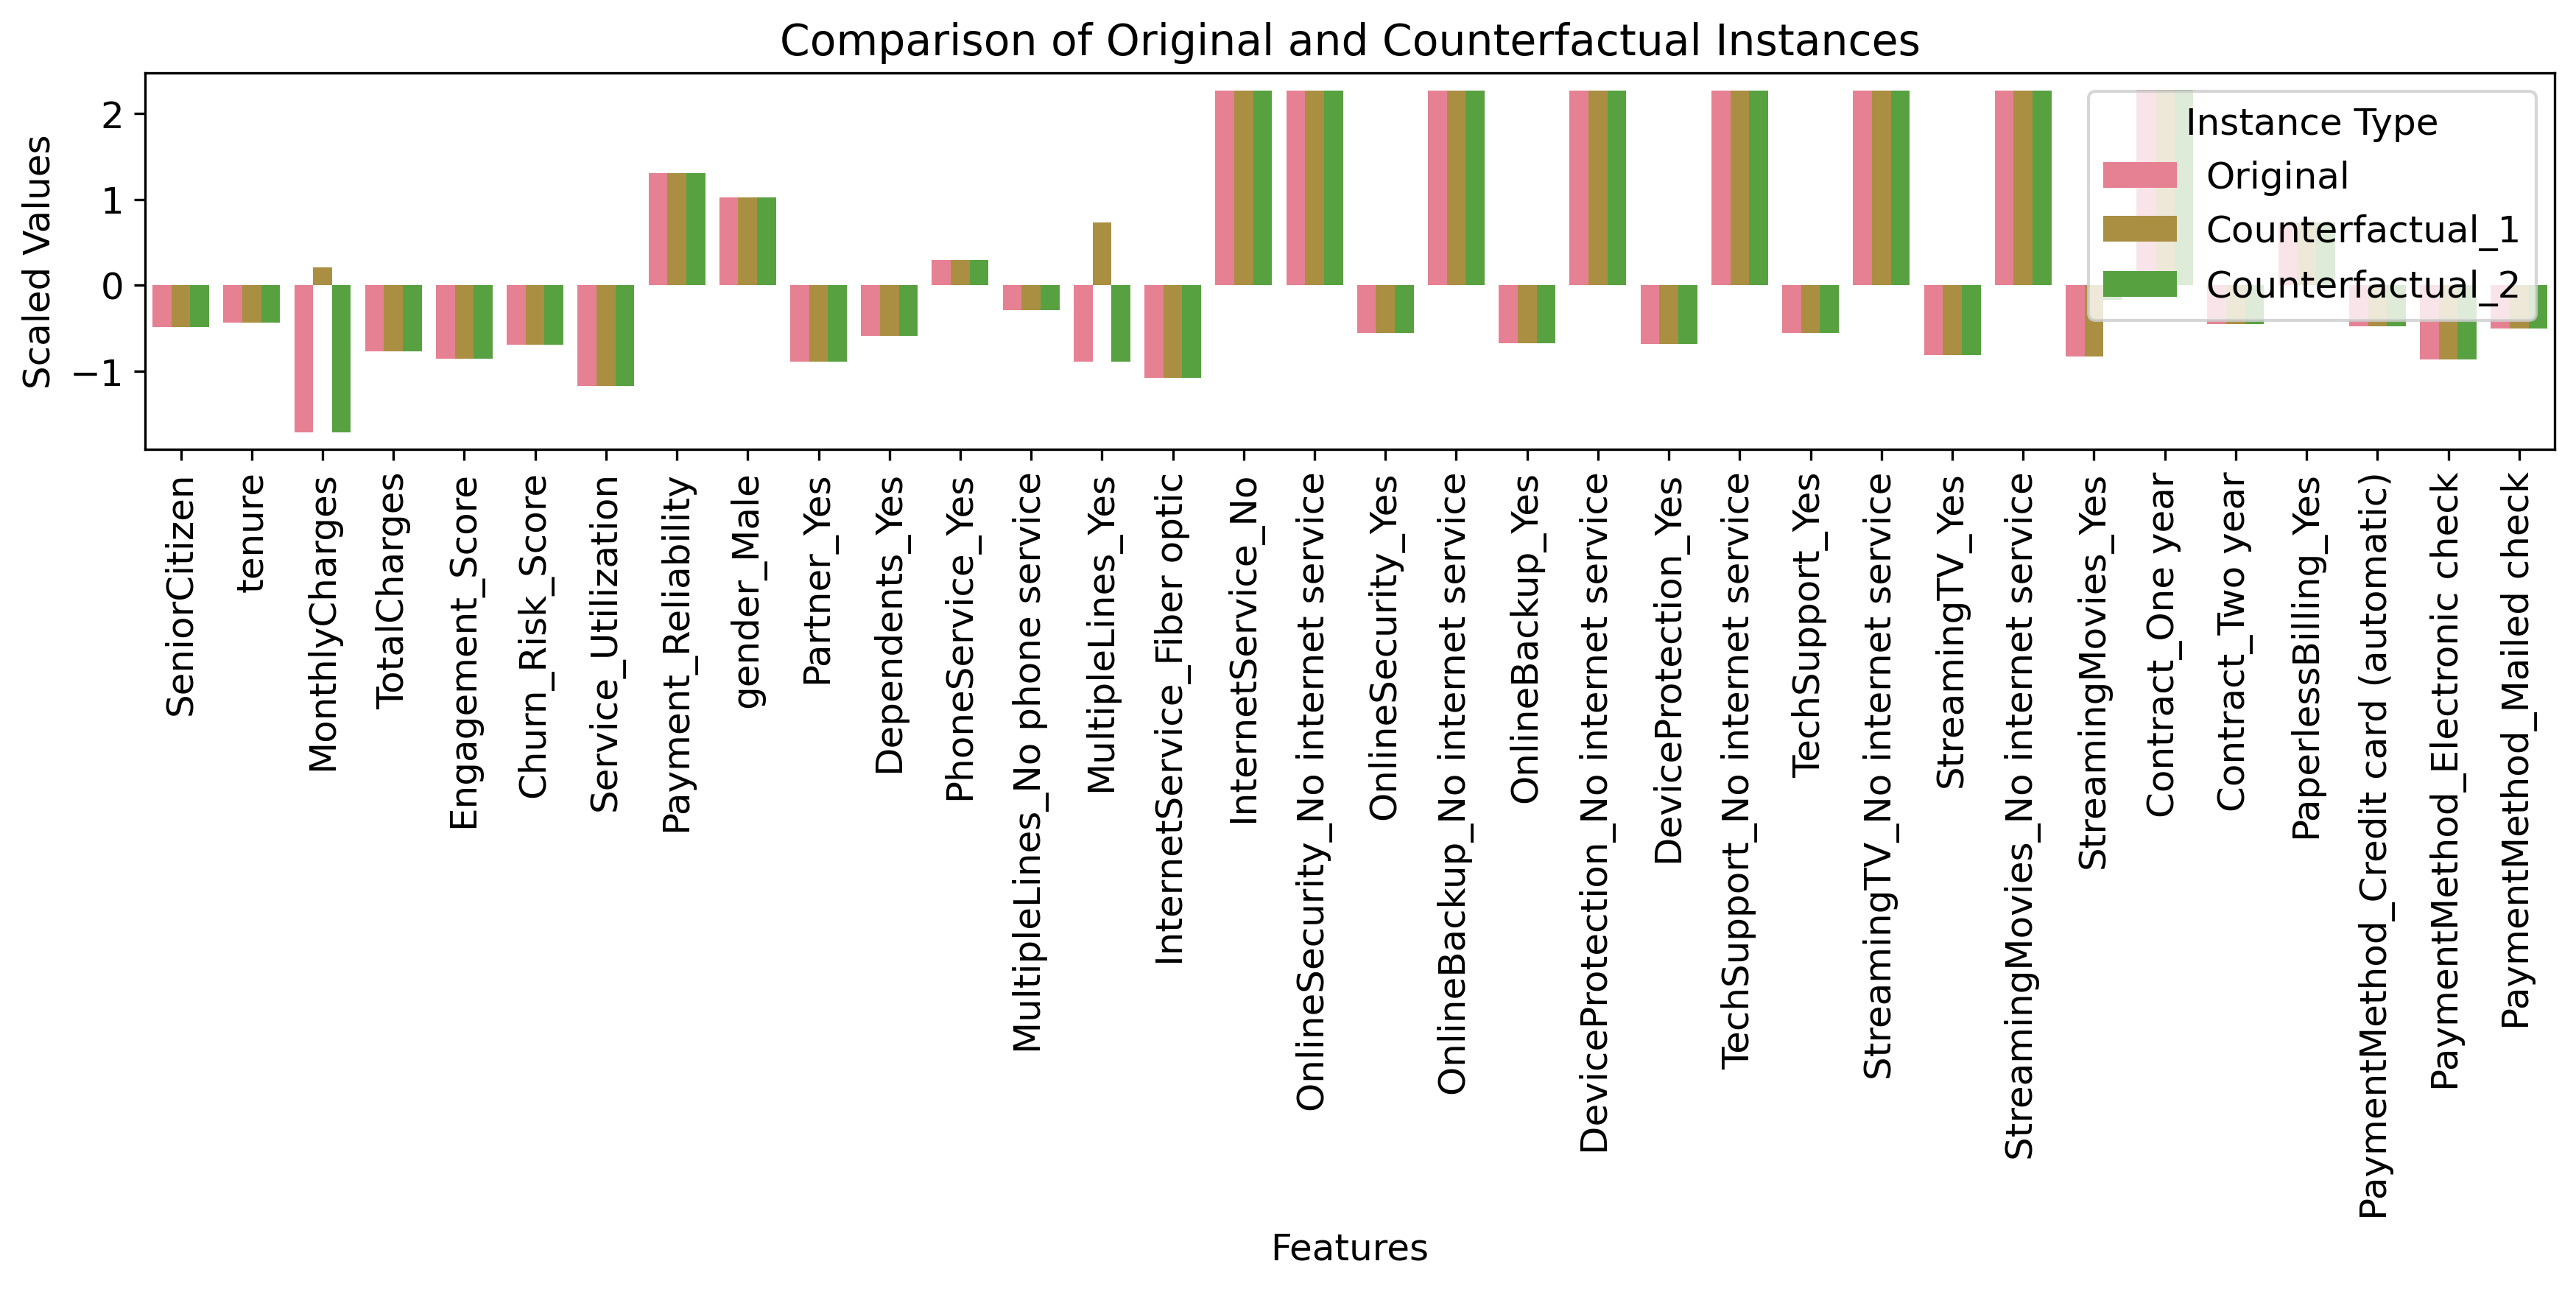 Comparison of Original and Counterfactual Instances
Scaled Values
2
1
0
−1
Instance Type
Original
Counterfactual_1
Counterfactual_2
SeniorCitizen
tenure
MonthlyCharges
TotalCharges
Engagement_Score
Churn_Risk_Score
Service_Utilization
Payment_Reliability
gender_Male
Partner_Yes
Dependents_Yes
PhoneService_Yes
MultipleLines_No phone service
MultipleLines_Yes
InternetService_Fiber optic
InternetService_No
OnlineSecurity_No internet service
OnlineSecurity_Yes
OnlineBackup_No internet service
OnlineBackup_Yes
DeviceProtection_No internet service
DeviceProtection_Yes
TechSupport_No internet service
TechSupport_Yes
StreamingTV_No internet service
StreamingTV_Yes
StreamingMovies_No internet service
StreamingMovies_Yes
Contract_One year
Contract_Two year
PaperlessBilling_Yes
PaymentMethod_Credit card (automatic)
PaymentMethod_Electronic check
PaymentMethod_Mailed check
Features